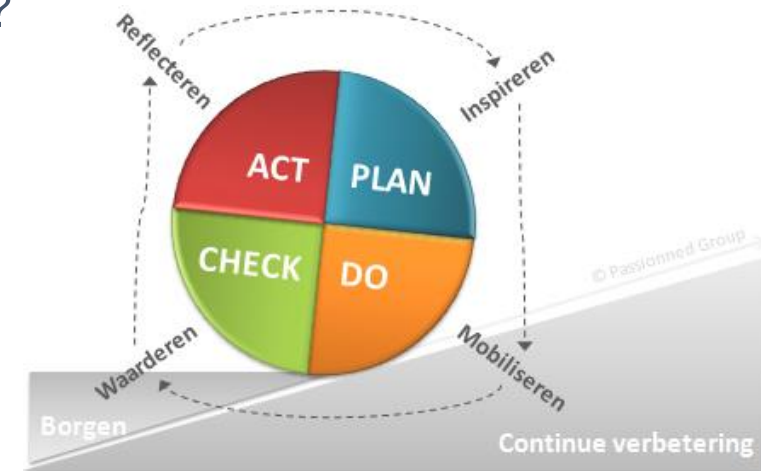 ?
Reflecteren
Inspireren
ACT
PLAN
CHECK
DO
© Passionned Group
Waarderen
Mobiliseren
Borgen
Continue verbetering